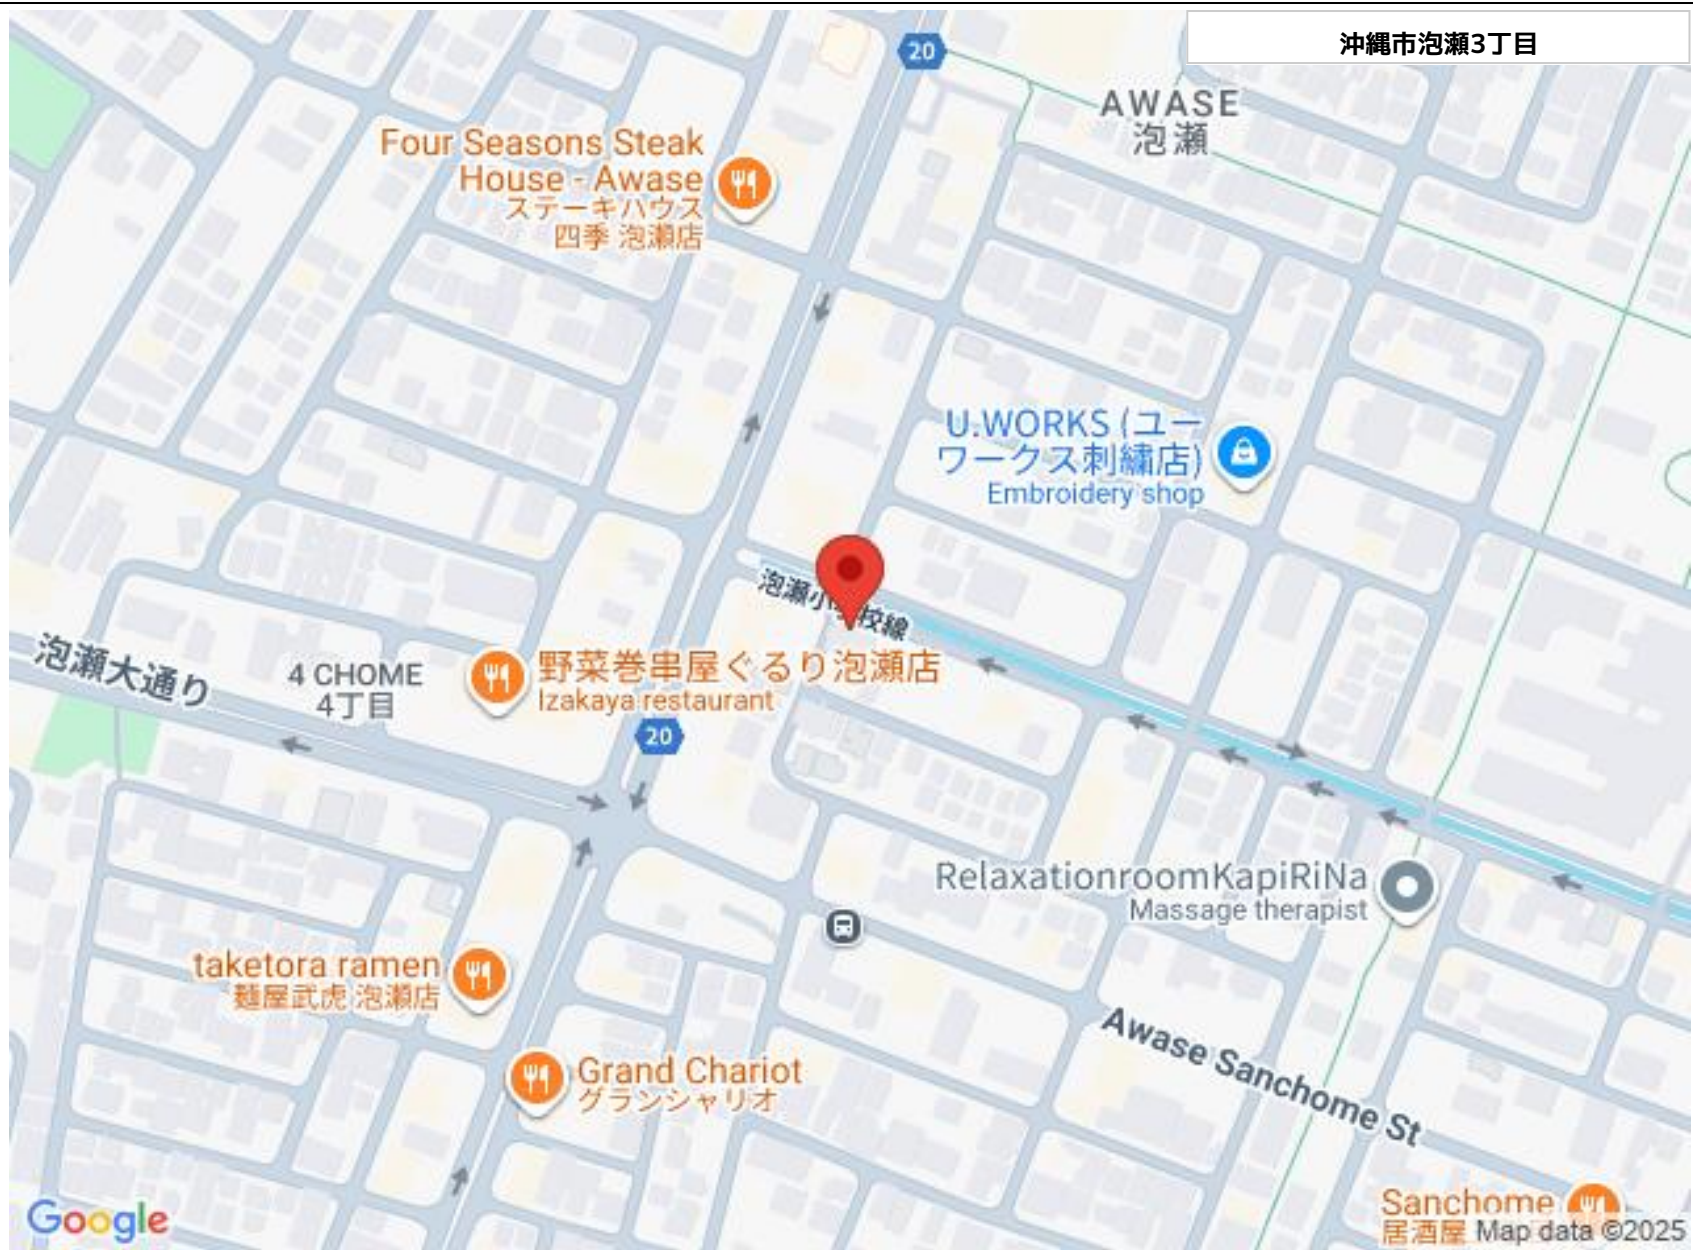 沖縄市泡瀬3丁目
20
AWASE
泡瀬
Four Seasons Steak
House - Awase
ステーキハウス
四季 泡瀬店
U.WORKS (ユー
ワークス刺繍店)
Embroidery shop
泡瀬小学校線
泡瀬大通り
4 CHOME
4丁目
野菜巻串屋ぐるり泡瀬店
Izakaya restaurant
20
RelaxationroomKapiRiNa
Massage therapist
taketora ramen
麺屋武虎 泡瀬店
Grand Chariot
グランシャリオ
Awase Sanchome St
Sanchome
居酒屋
Google
Map data ©2025